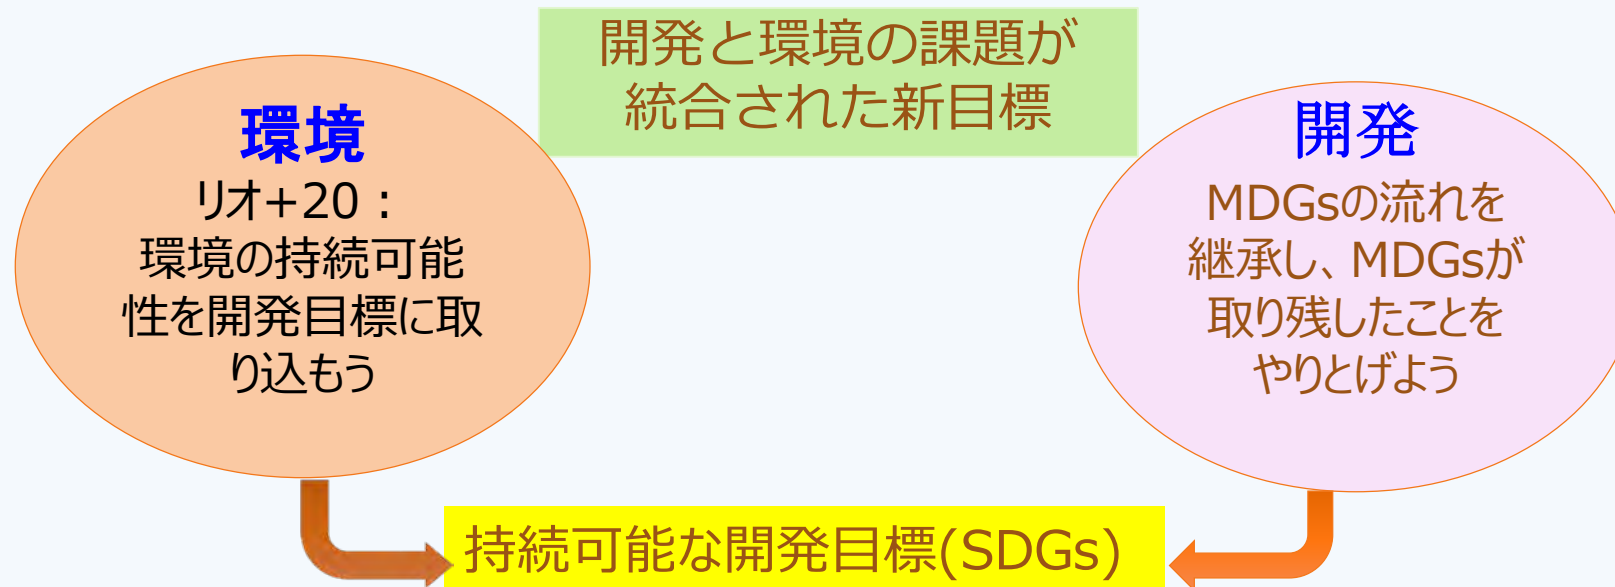 開発と環境の課題が
統合された新目標
環境
リオ+20：
環境の持続可能
性を開発目標に取
り込もう
開発
MDGsの流れを
継承し、MDGsが
取り残したことを
やりとげよう
持続可能な開発目標(SDGs)